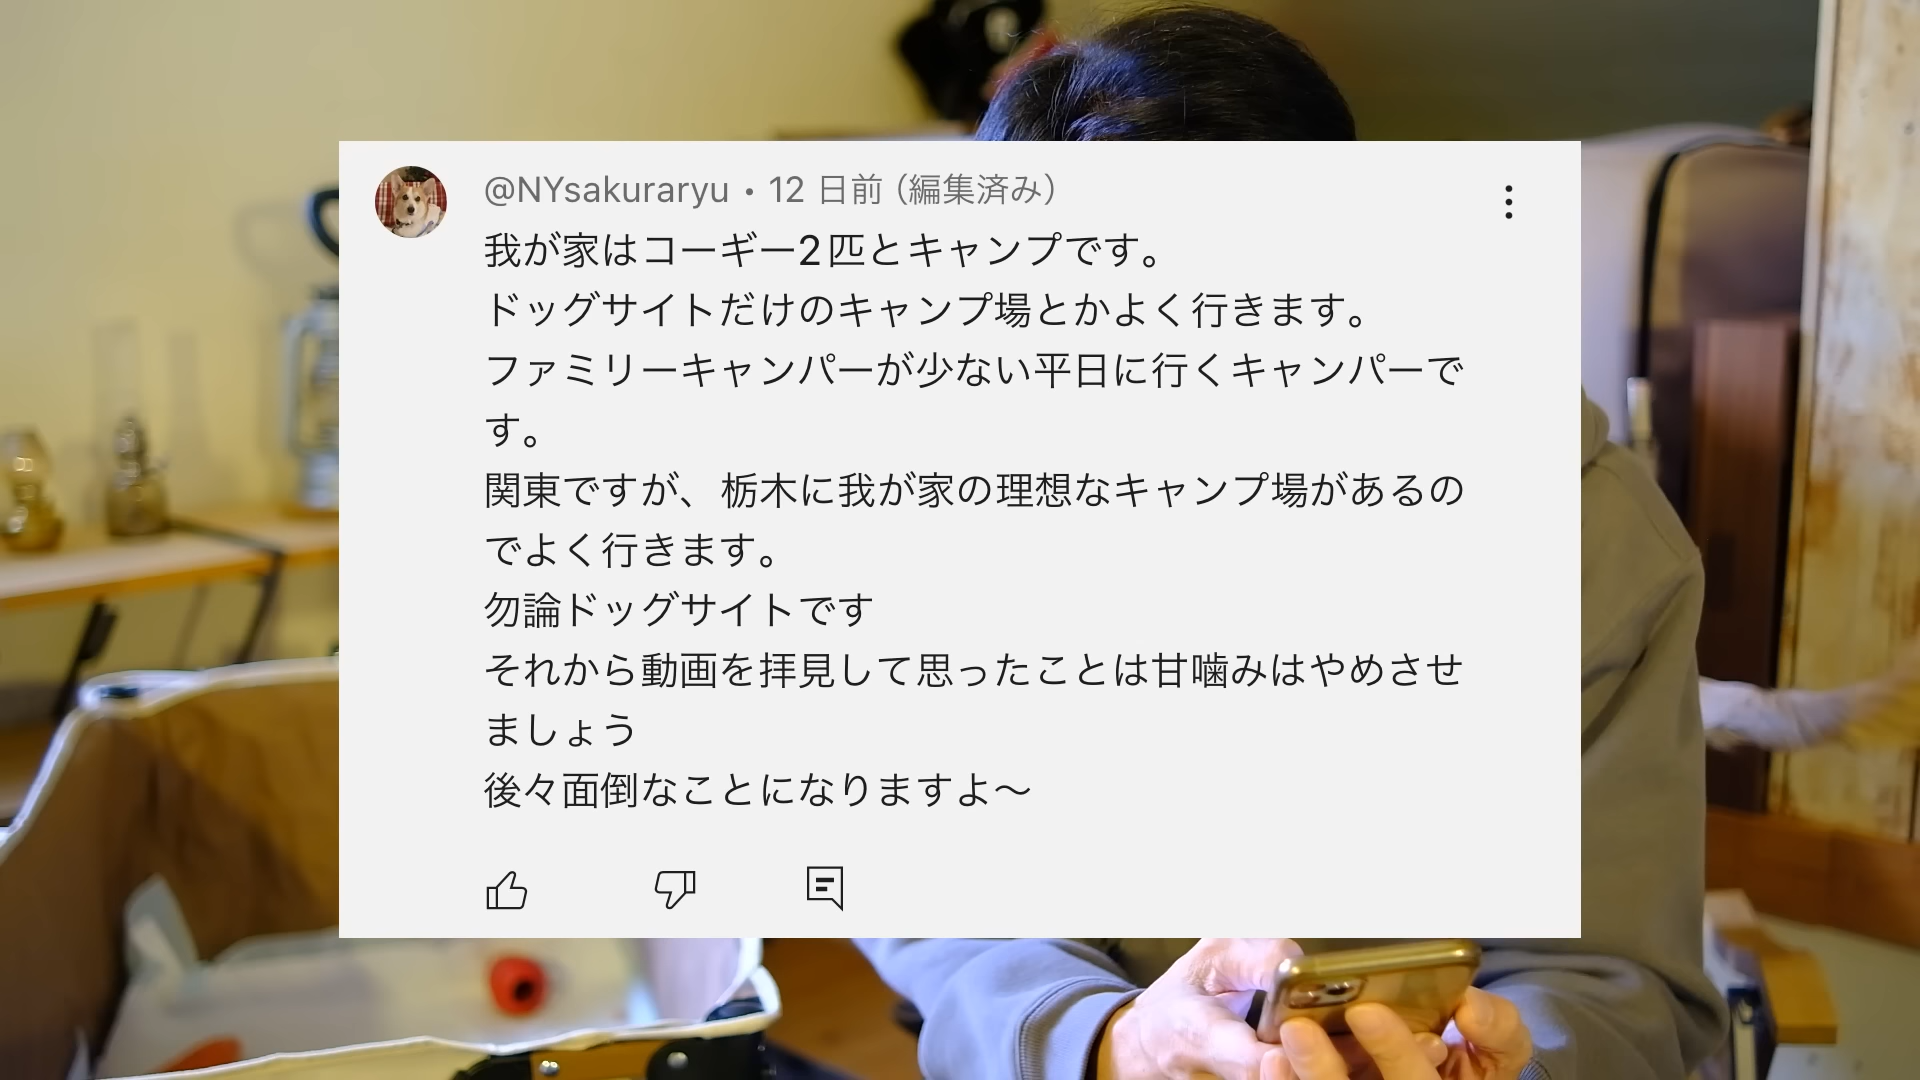 @NYsakuraryu • 12 日前 (編集済み)
我が家はコーギー2匹とキャンプです。
ドッグサイトだけのキャンプ場とかよく行きます。
ファミリーキャンパーが少ない平日に行くキャンパーで
す。
関東ですが、栃木に我が家の理想なキャンプ場があるの
でよく行きます。
勿論ドッグサイトです
それから動画を拝見して思ったことは甘噛みはやめさせ
ましょう
後々面倒なことになりますよ〜